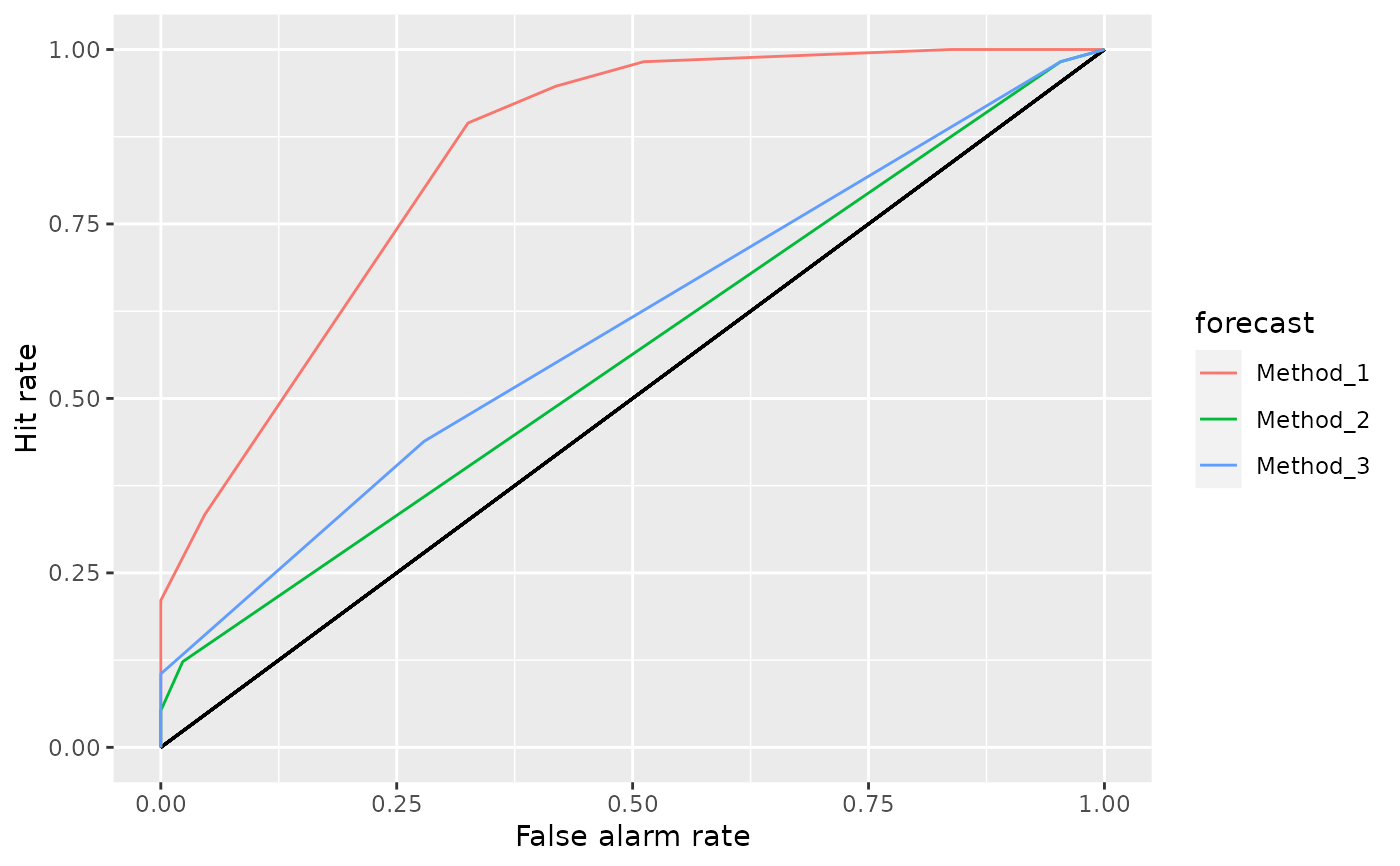 1.00
0.75
0.50
0.25
0.00
Hit rate
0.00 0.25 0.50 0.75 1.00
False alarm rate
forecast
Method_1
Method_2
Method_3